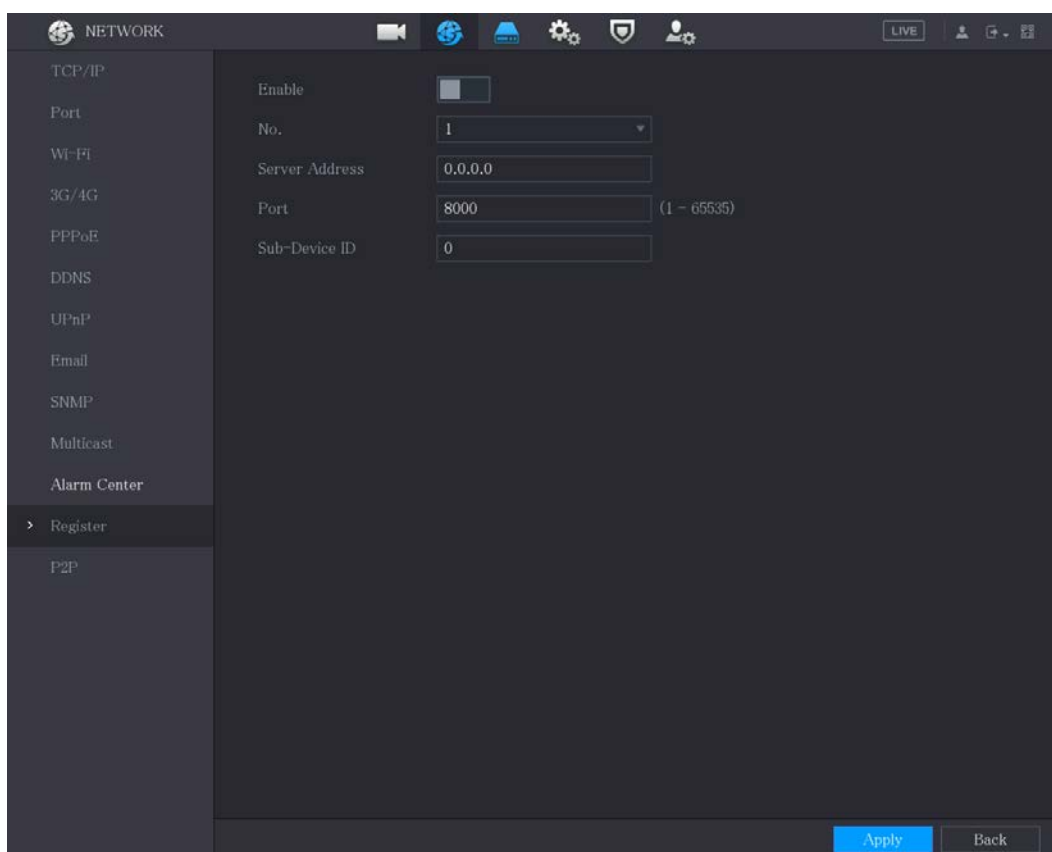 NETWORK
LIVE
TCP/IP
Port
Wi-Fi
3G/4G
PPPoE
DDNS
UPnP
Email
SNMP
Multicast
Alarm Center
Register
P2P
Enable
No. 1
Server Address 0.0.0.0
Port 8000 (1 - 65535)
Sub-Device ID 0
Apply Back